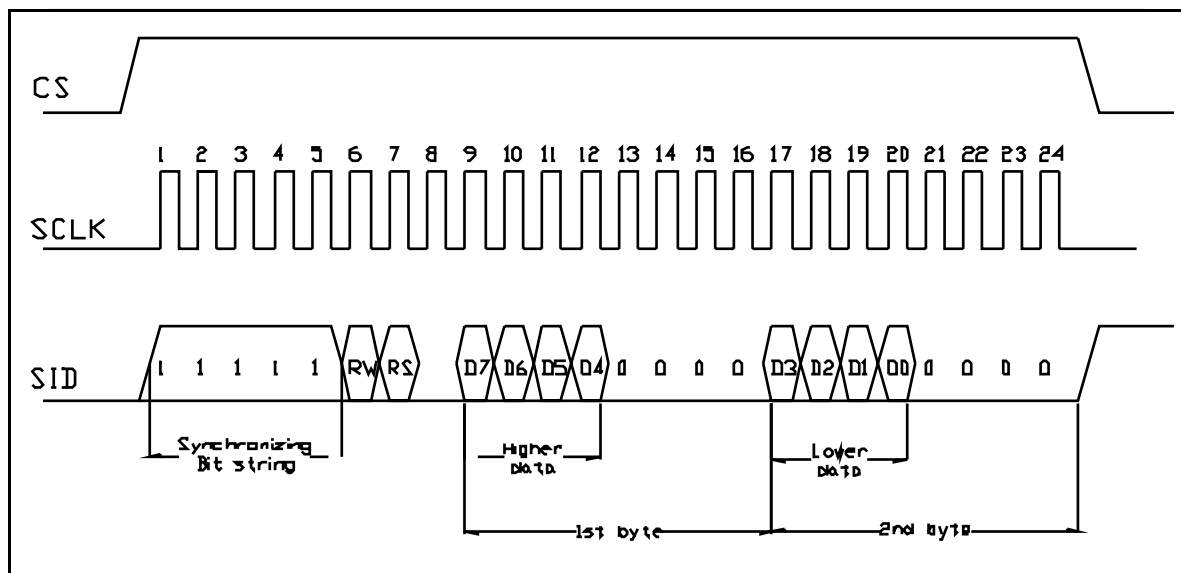 CS
1 2 3 4 5 6 7 8 9 10 11 12 13 14 15 16 17 18 19 20 21 22 23 24
SCLK
SID
1 1 1 1 1 RW RS D7 D6 D5 D4 0 0 0 0 D3 D2 D1 D0 0 0 0 0
Synchronizing
Bit string
Higher
data
Lower
data
1st byte
2nd byte